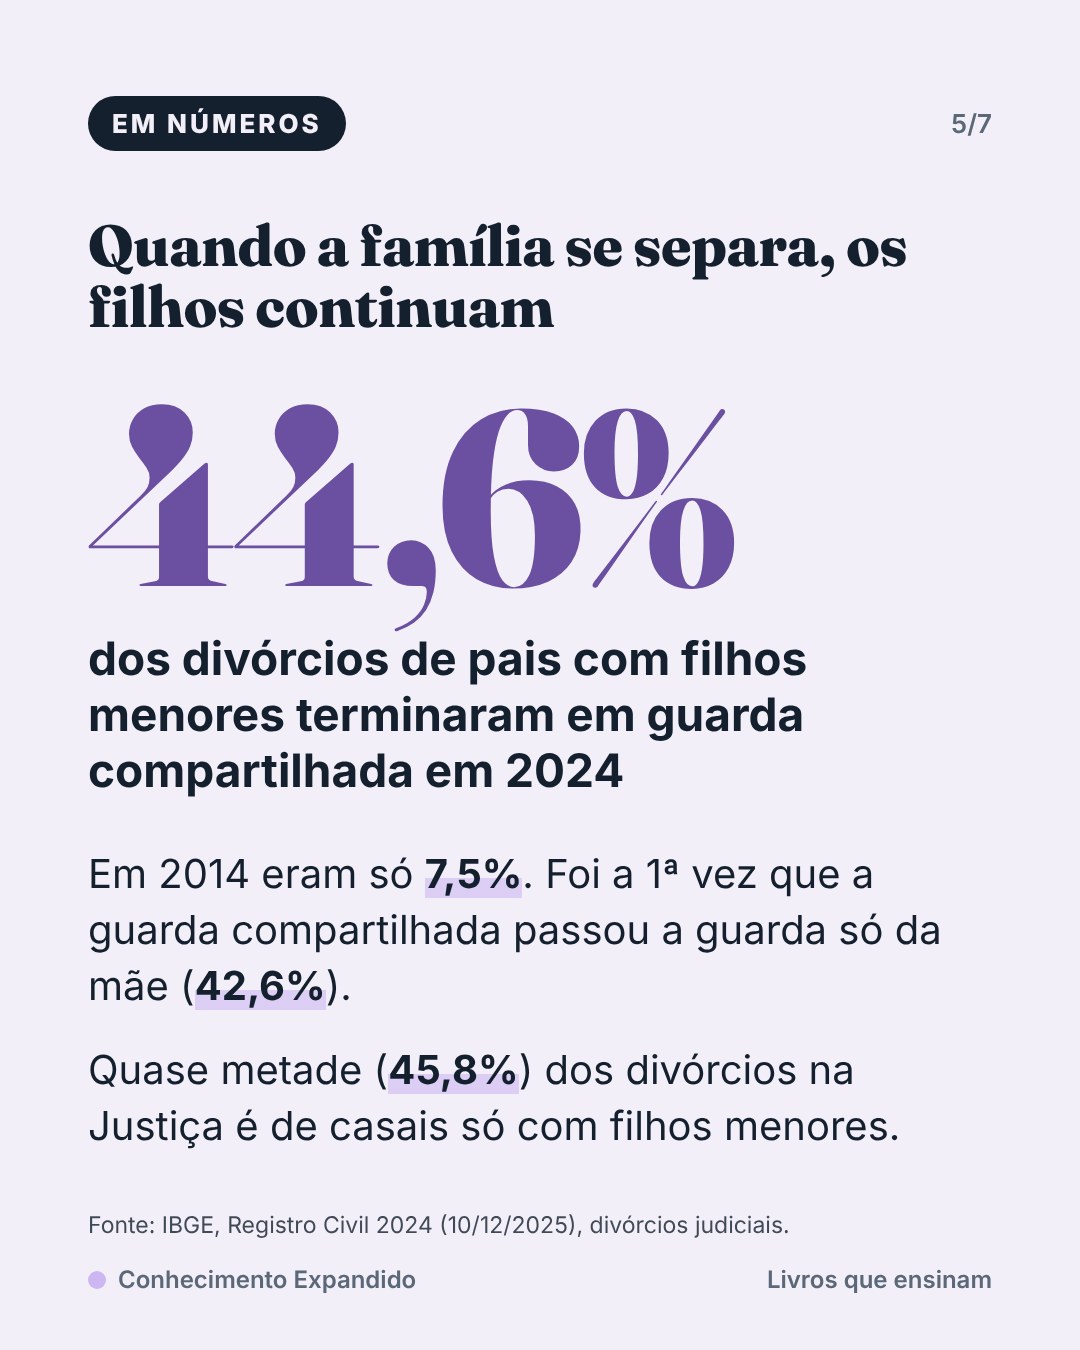 EM NÚMEROS
5/7
Quando a família se separa, os
filhos continuam
44,6%
dos divórcios de pais com filhos
menores terminaram em guarda
compartilhada em 2024
Em 2014 eram só 7,5%. Foi a 1ª vez que a
guarda compartilhada passou a guarda só da
mãe (42,6%).
Quase metade (45,8%) dos divórcios na
Justiça é de casais só com filhos menores.
Fonte: IBGE, Registro Civil 2024 (10/12/2025), divórcios judiciais.
Conhecimento Expandido
Livros que ensinam